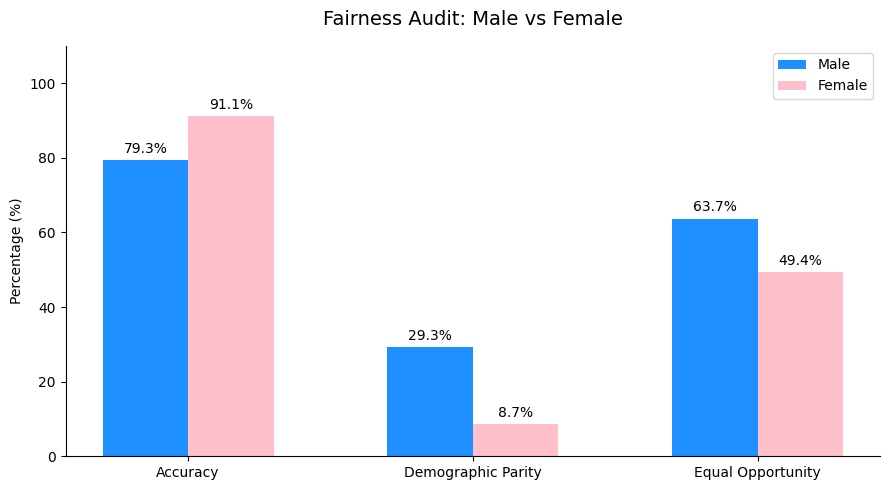 Fairness Audit: Male vs Female
Male
Female
Percentage (%)
100
80
60
40
20
0
79.3%
91.1%
29.3%
8.7%
63.7%
49.4%
Accuracy
Demographic Parity
Equal Opportunity